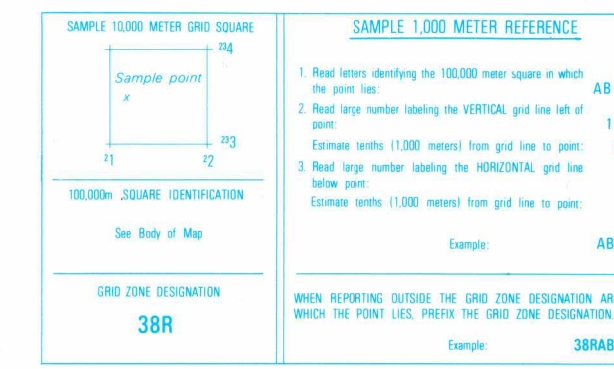 SAMPLE 10,000 METER GRID SQUARE
234
Sample point
x
233
21
22
100,000m SQUARE IDENTIFICATION
See Body of Map
GRID ZONE DESIGNATION
38R
SAMPLE 1,000 METER REFERENCE
1. Read letters identifying the 100,000 meter square in which
the point lies:
AB
2. Read large number labeling the VERTICAL grid line left of
point:
1
Estimate tenths (1,000 meters) from grid line to point:
3. Read large number labeling the HORIZONTAL grid line
below point:
Estimate tenths (1,000 meters) from grid line to point:
Example: AB
WHEN REPORTING OUTSIDE THE GRID ZONE DESIGNATION AR
WHICH THE POINT LIES, PREFIX THE GRID ZONE DESIGNATION.
Example: 38RAB